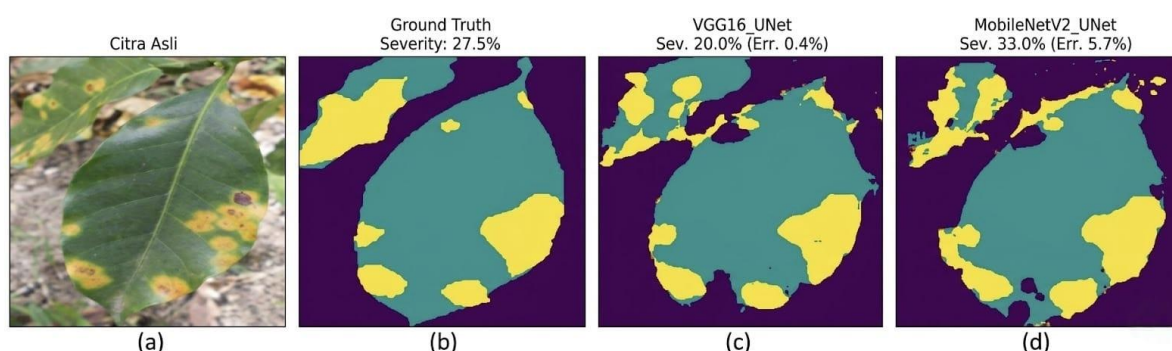 Citra Asli
Ground Truth
Severity: 27.5%
VGG16_UNet
Sev. 20.0% (Err. 0.4%)
MobileNetV2_UNet
Sev. 33.0% (Err. 5.7%)
(a)
(b)
(c)
(d)